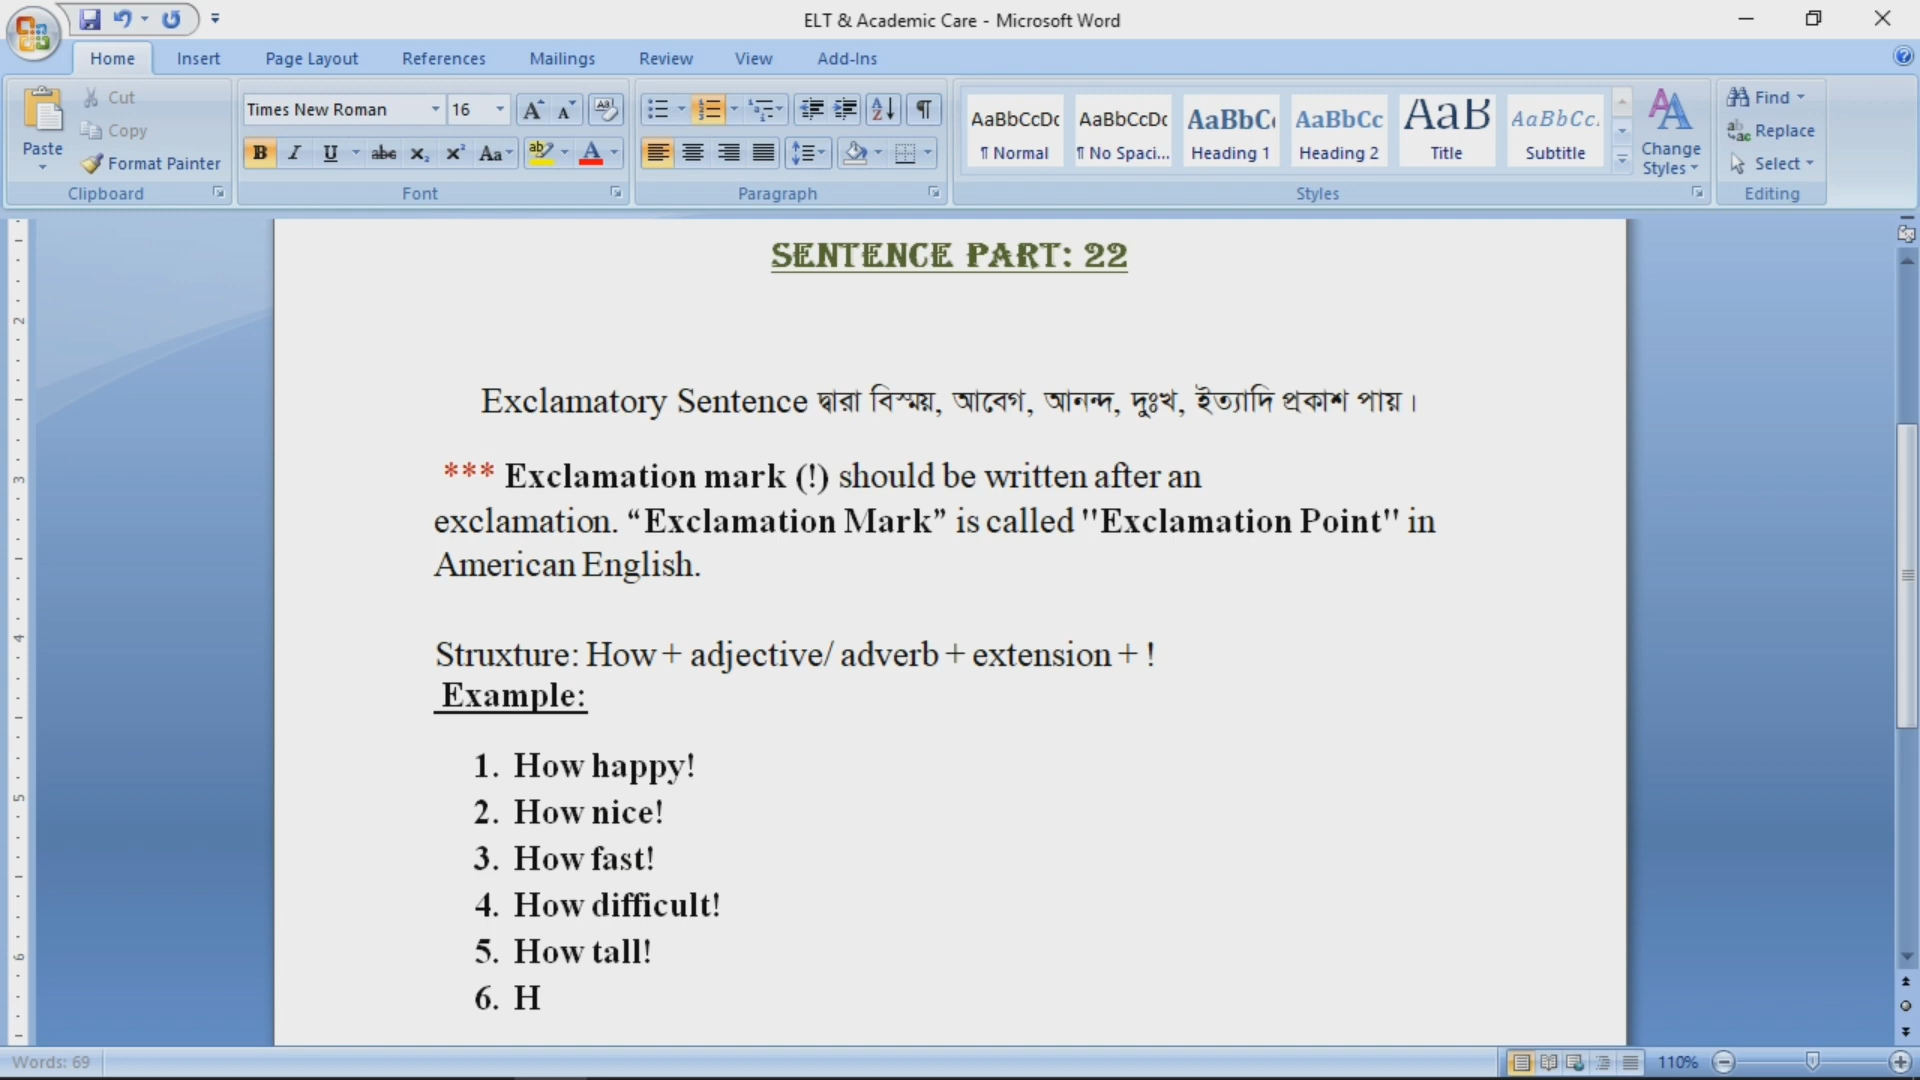 ELT & Academic Care - Microsoft Word
Home Insert Page Layout References Mailings Review View Add-Ins
Paste
Cut
Copy
Format Painter
Clipboard
Times New Roman 16
Font
Paragraph
AaBbCcDc AaBbCcDc AaBbC AaBbCc AaB AaBbCc.
¶ Normal ¶ No Spaci... Heading 1 Heading 2 Title Subtitle
Change Styles
Styles
Find
Replace
Select
Editing
SENTENCE PART: 22
Exclamatory Sentence দ্বারা বিস্ময়, আবেগ, আনন্দ, দুঃখ, ইত্যাদি প্রকাশ পায়।
*** Exclamation mark (!) should be written after an
exclamation. “Exclamation Mark” is called "Exclamation Point" in
American English.
Struxture: How + adjective/ adverb + extension + !
Example:
1. How happy!
2. How nice!
3. How fast!
4. How difficult!
5. How tall!
6. H
Words: 69
110%